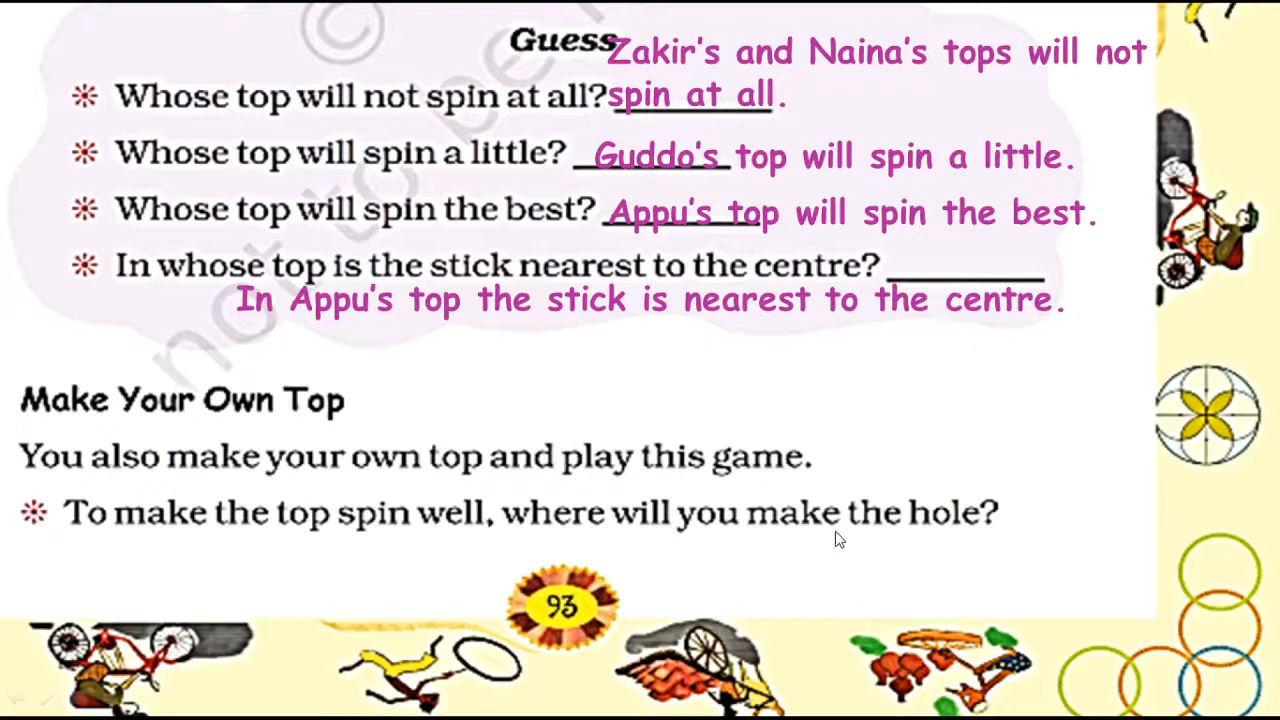 Guess
Zakir's and Naina's tops will not
Whose top will not spin at all? spin at all.
Whose top will spin a little? Guddo's top will spin a little.
Whose top will spin the best? Appu's top will spin the best.
In whose top is the stick nearest to the centre?
In Appu's top the stick is nearest to the centre.
Make Your Own Top
You also make your own top and play this game.
To make the top spin well, where will you make the hole?
93
©
not to be